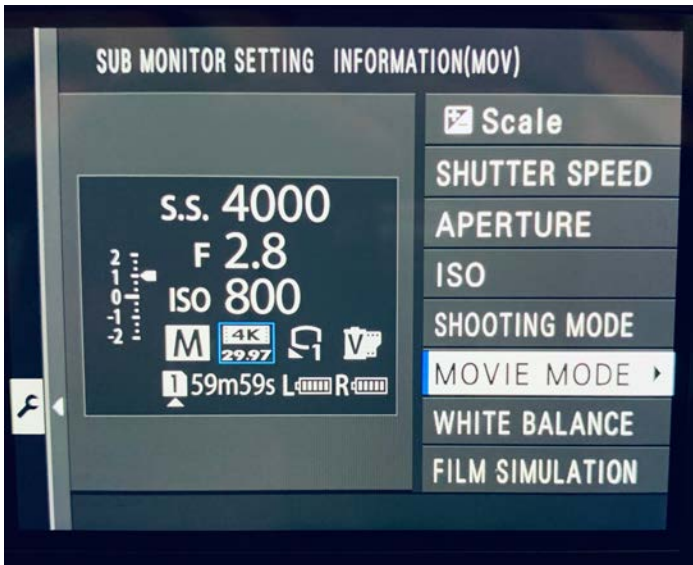 SUB MONITOR SETTING INFORMATION(MOV)
S.S. 4000
F 2.8
ISO 800
2
1
0
-1
-2
M 4K 29.97 1 V
1 59m59s L R
Scale
SHUTTER SPEED
APERTURE
ISO
SHOOTING MODE
MOVIE MODE
WHITE BALANCE
FILM SIMULATION